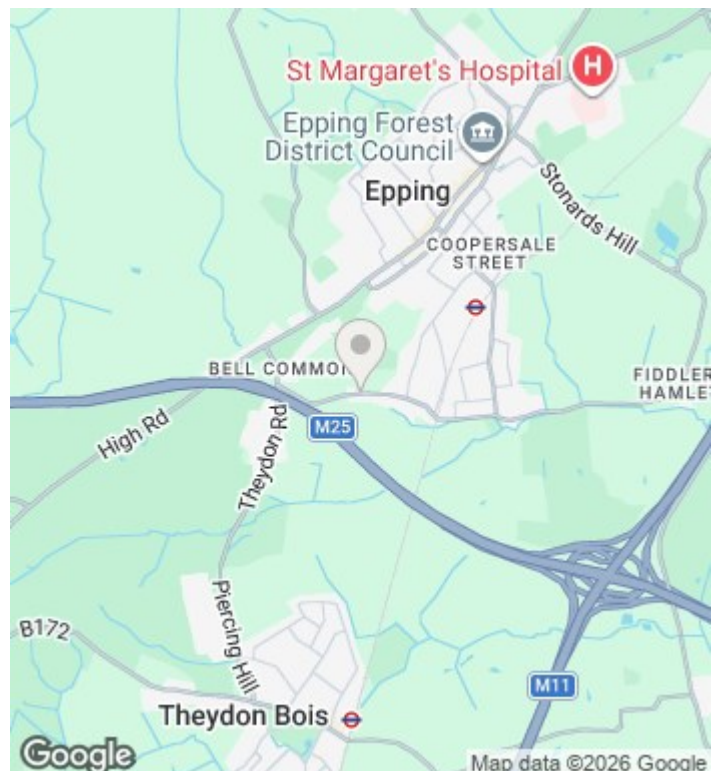 St Margaret's Hospital
H
Epping Forest
District Council
Epping
Stonards Hill
COOPERSALE
STREET
BELL COMMO
FIDDLER
HAMLET
High Rd
Theydon Rd
M25
Piercing Hill
B172
M11
Theydon Bois
Google
Map data ©2026 Google